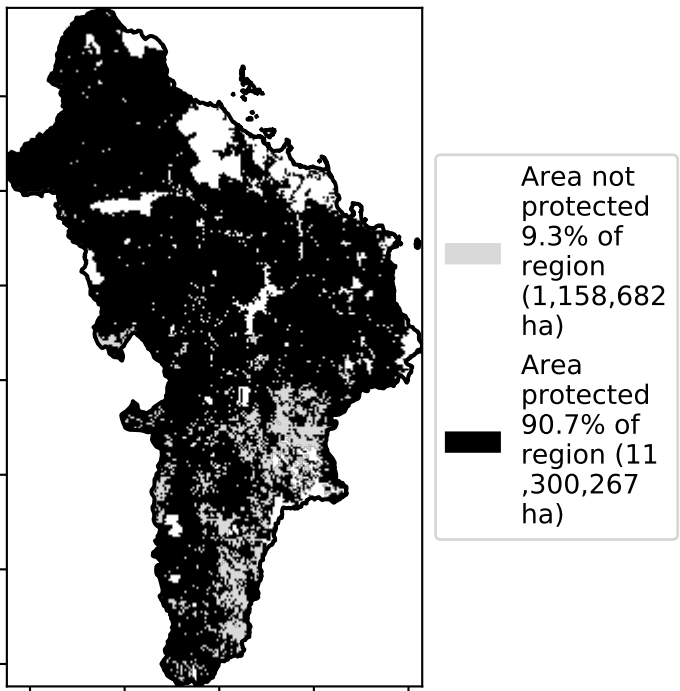 Area not
protected
9.3% of
region
(1,158,682
ha)
Area
protected
90.7% of
region (11
,300,267
ha)